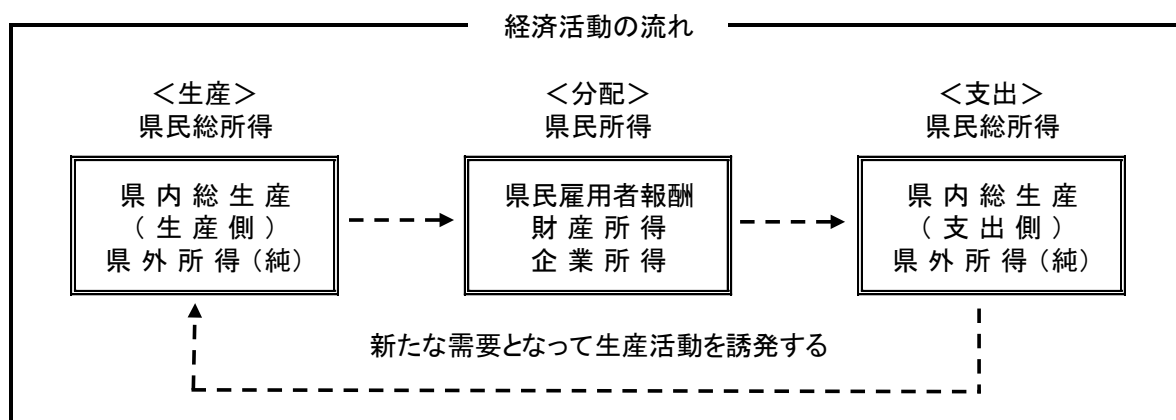 経済活動の流れ
＜生産＞
県民総所得
県内総生産
（生産側）
県外所得（純）
＜分配＞
県民所得
県民雇用者報酬
財産所得
企業所得
＜支出＞
県民総所得
県内総生産
（支出側）
県外所得（純）
新たな需要となって生産活動を誘発する